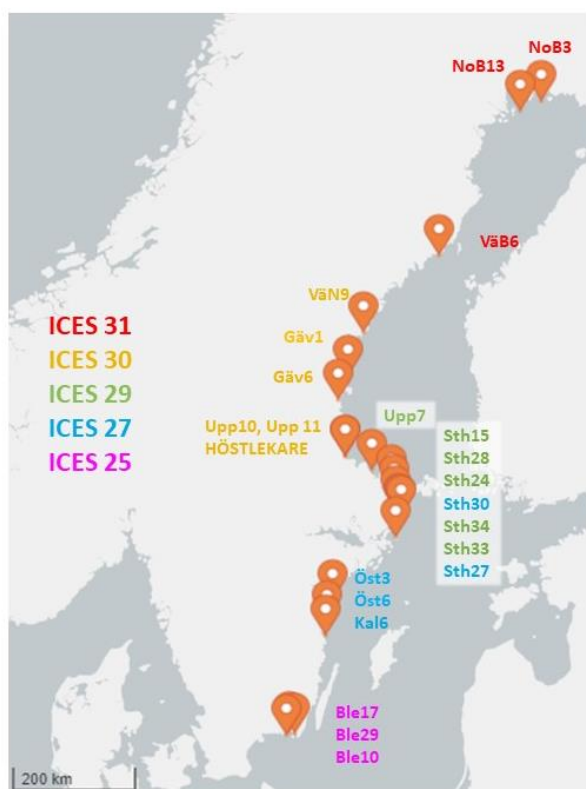 NoB3
NoB13
VäB6
VäN9
ICES 31
ICES 30
ICES 29
ICES 27
ICES 25
Gäv1
Gäv6
Upp10, Upp 11
HÖSTLEKARE
Upp7
Sth15
Sth28
Sth24
Sth30
Sth34
Sth33
Sth27
Öst3
Öst6
Kal6
Ble17
Ble29
Ble10
200 km